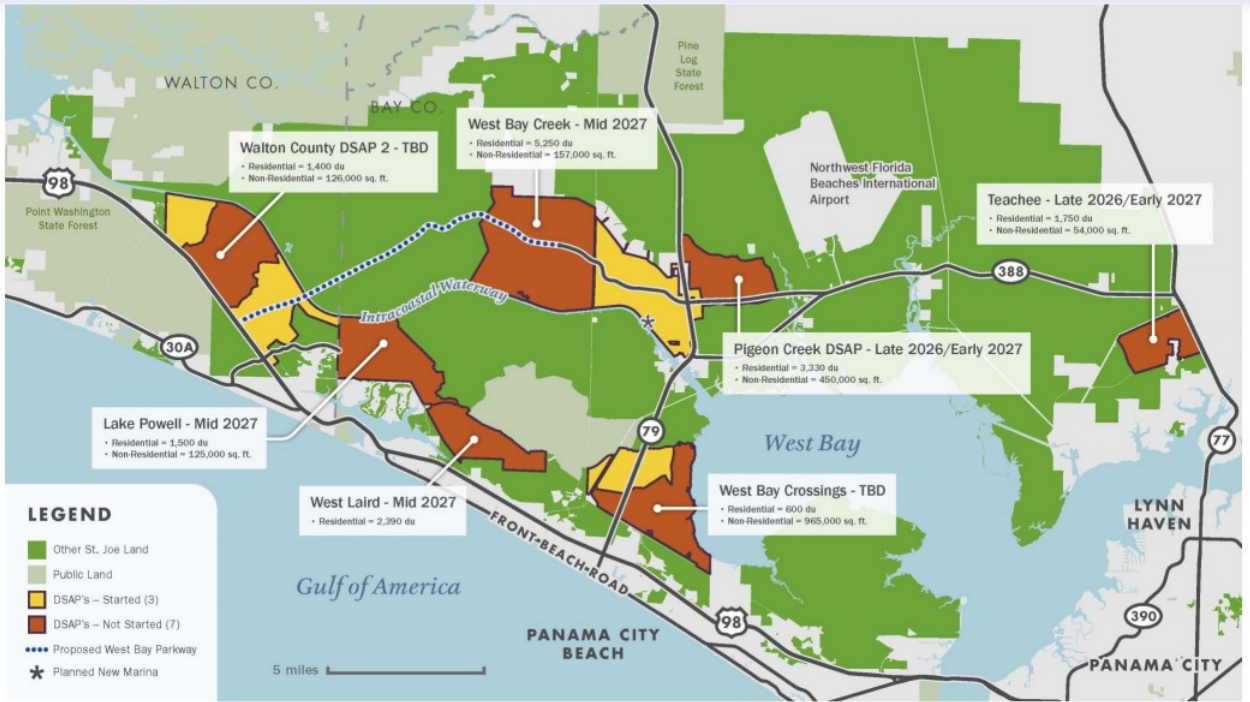 WALTON CO.
BAY CO.
Pine
Log
State
Forest
West Bay Creek - Mid 2027
• Residential = 5,250 du
• Non-Residential = 157,000 sq. ft.
Walton County DSAP 2 - TBD
• Residential = 1,400 du
• Non-Residential = 126,000 sq. ft.
98
Point Washington
State Forest
Northwest Florida
Beaches International
Airport
Teachee - Late 2026/Early 2027
• Residential = 1,750 du
• Non-Residential = 54,000 sq. ft.
388
Intracoastal Waterway
30A
Pigeon Creek DSAP - Late 2026/Early 2027
• Residential = 3,330 du
• Non-Residential = 450,000 sq. ft.
Lake Powell - Mid 2027
• Residential = 1,500 du
• Non-Residential = 125,000 sq. ft.
79
West Bay
77
West Laird - Mid 2027
• Residential = 2,390 du
West Bay Crossings - TBD
• Residential = 600 du
• Non-Residential = 965,000 sq. ft.
LYNN
HAVEN
FRONT-BEACH-ROAD
Gulf of America
PANAMA CITY
BEACH
98
390
PANAMA CITY
LEGEND
Other St. Joe Land
Public Land
DSAP's – Started (3)
DSAP's – Not Started (7)
Proposed West Bay Parkway
Planned New Marina
5 miles